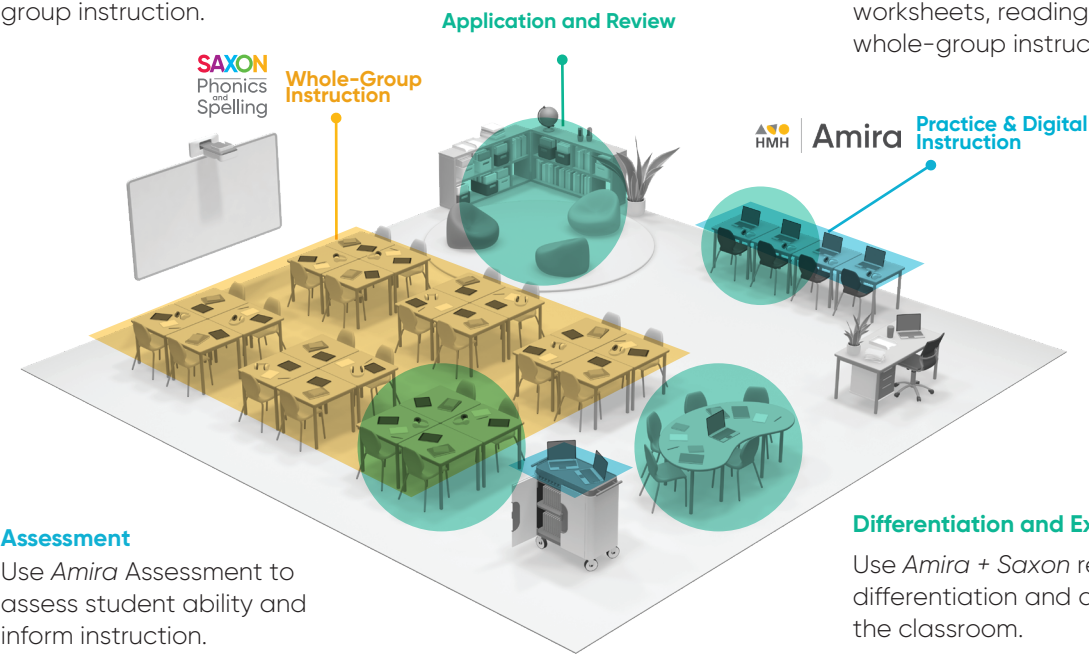 group instruction.
Application and Review
worksheets, reading
whole-group instruc
SAXON
Phonics
and
Spelling
Whole-Group
Instruction
HMH Amira
Practice & Digital
Instruction
Assessment
Use Amira Assessment to
assess student ability and
inform instruction.
Differentiation and Ex
Use Amira + Saxon re
differentiation and
the classroom.